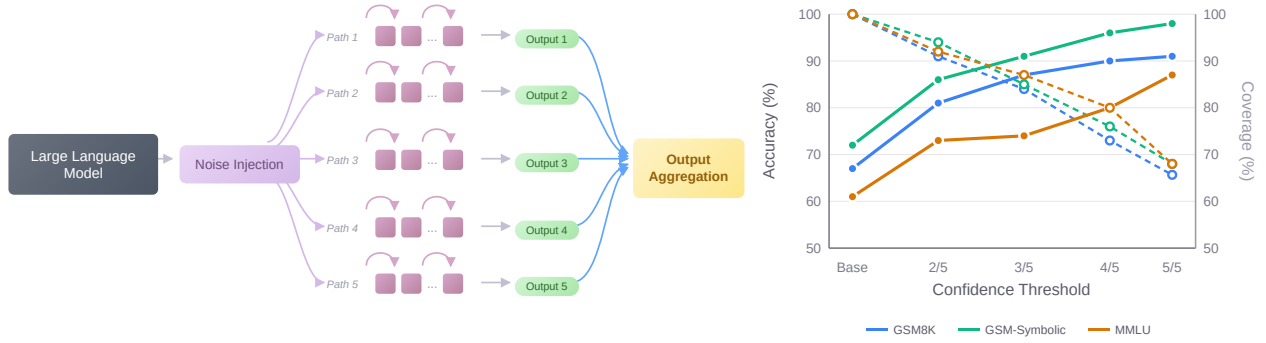 Large Language
Model
Noise Injection
Path 1
...
Output 1
Path 2
...
Output 2
Path 3
...
Output 3
Path 4
...
Output 4
Path 5
...
Output 5
Output
Aggregation
Accuracy (%)
100
90
80
70
60
50
100
90
80
70
60
50
Coverage (%)
Base 2/5 3/5 4/5 5/5
Confidence Threshold
GSM8K GSM-Symbolic MMLU